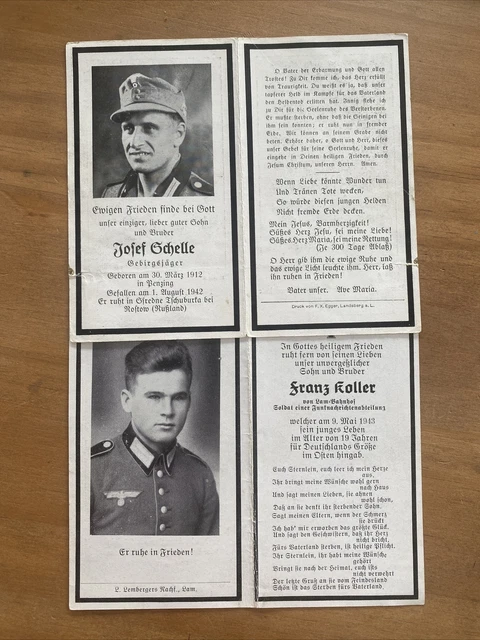 Ewigen Frieden finde bei Gott
unser einziger, lieber guter Sohn
und Bruder
Josef Schelle
Gebirgsjäger
Geboren am 30. März 1912
in Penzing
Gefallen am 1. August 1942
Er ruht in Osredne Tschuburka bei
Rostow (Rußland)
O Vater der Erbarmung und Gott allen
Trostes! Zu Dir komme ich, das Herz erfüllt
von Traurigkeit. Du weist es ja, daß unser
tapferer Held im Kampfe für das Vaterland
den Heldentod erlitten hat. Innig flehe ich
zu Dir für die Seelenruhe des Verstorbenen.
Er mußte sterben, ohne daß die Seinigen bei
ihm sein konnten; er ruht nun in fremder
Erde. Wir können an seinem Grabe nicht
beten. Erhöre daher, o Gott und Herr, dieses
unser Gebet für seine Seelenruhe, damit er
eingehe in Deinen heiligen Frieden, durch
Jesum Christum, unseren Herrn. Amen.
Wenn Liebe könnte Wunder tun
Und Tränen Tote wecken,
So würde diesen jungen Helden
Nicht fremde Erde decken.
Mein Jesus, Barmherzigkeit!
Süßes Herz Jesu, sei meine Liebe!
Süßes Herz Maria, sei meine Rettung!
(Je 300 Tage Ablaß)
O Herr gib ihm die ewige Ruhe und
das ewige Licht leuchte ihm, Herr, laß
ihn ruhen in Frieden!
Vater unser. Ave Maria.
Druck von F. X. Egger, Landsberg a. L.
Er ruhe in Frieden!
L. Lembergers Nachf., Lam.
In Gottes heiligem Frieden
ruht fern von seinen Lieben
unser unvergeßlicher
Sohn und Bruder
Franz Koller
von Lam-Bahnhof
Soldat einer Funknachrichtenabteilung
welcher am 9. Mai 1943
sein junges Leben
im Alter von 19 Jahren
für Deutschlands Größe
im Osten hingab.
Euch Sternlein, euch leer ich mein Herze
aus,
Ihr dringt meine Wünsche wohl gern
nach Haus
Und sagt meinen Lieben, sie ahnen
wohl schon,
Daß an sie denkt ihr sterbender Sohn.
Sagt meinen Eltern, wenn der Schmerz
sie drückt
Ich hab' mir erworben das größte Glück.
Und sagt den Geschwistern, daß ihr Herz
nicht bricht,
Fürs Vaterland sterben, ist heilige Pflicht.
Ihr Sternlein, ihr habt meine Wünsche
gehört
Bringt sie nach der Heimat, euch ists
nicht verwehrt
Der letzte Gruß an sie vom Feindesland
Schön ist das Sterben fürs Vaterland.